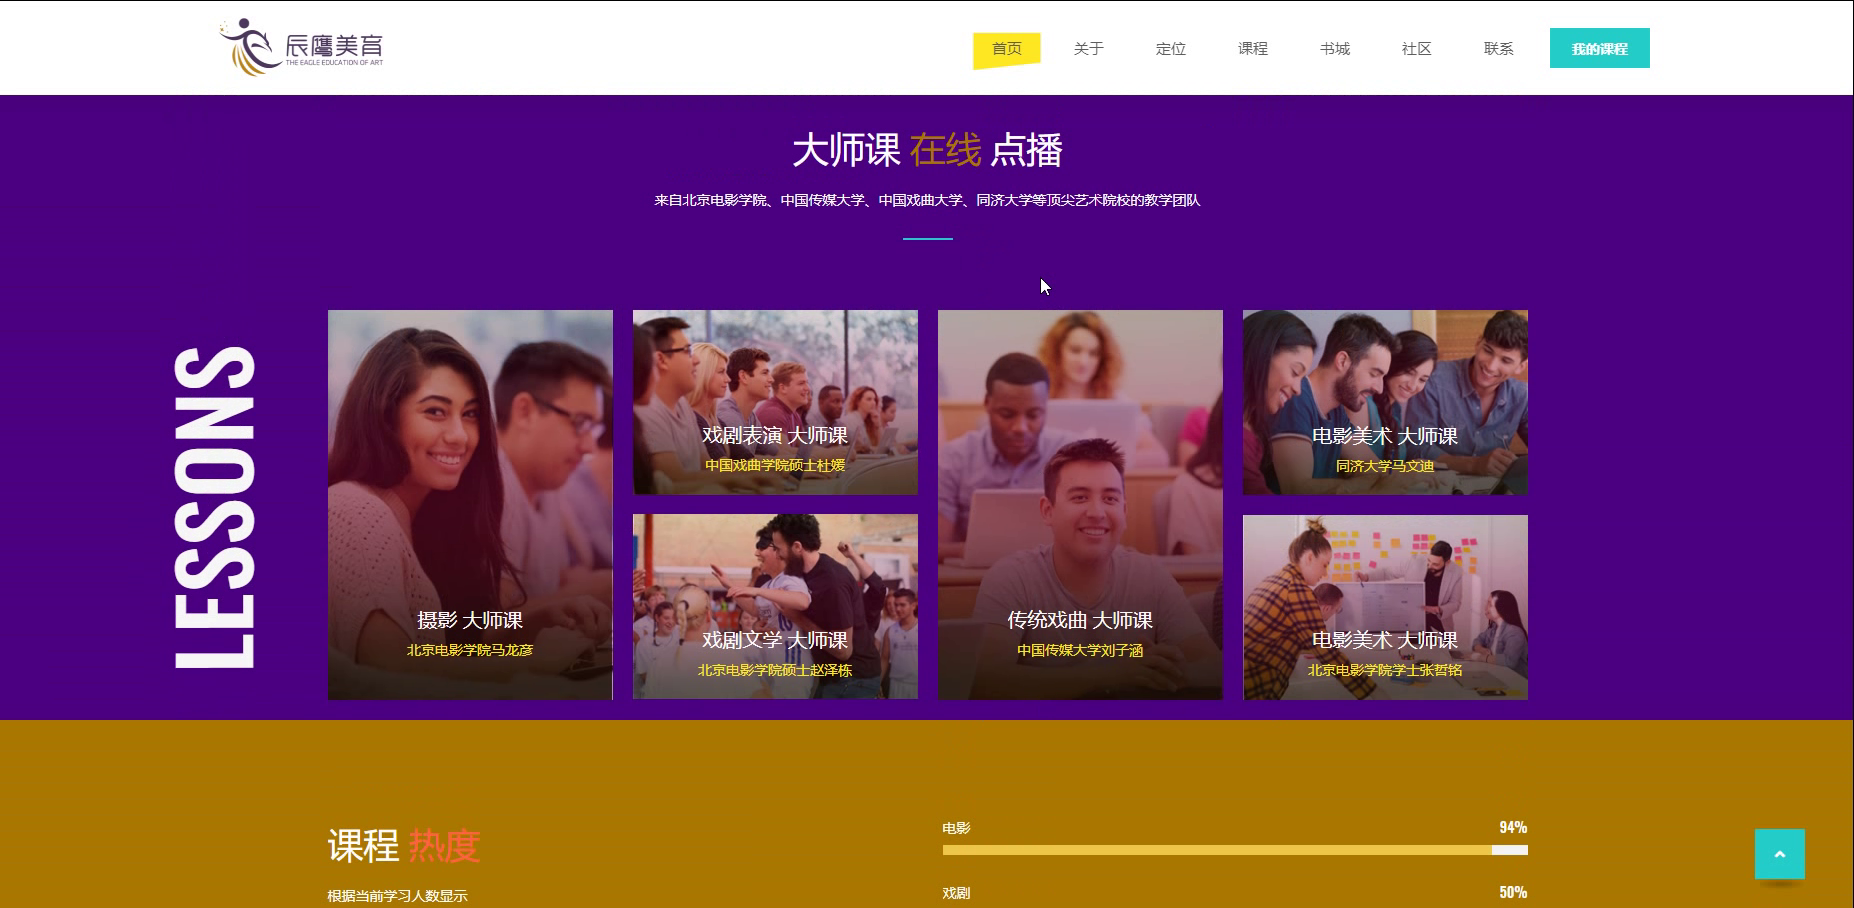 辰鹰美育
THE EAGLE EDUCATION OF ART
首页
关于
定位
课程
书城
社区
联系
我的课程
大师课 在线 点播
来自北京电影学院、中国传媒大学、中国戏曲大学、同济大学等顶尖艺术院校的教学团队
LESSONS
摄影 大师课
北京电影学院马龙彦
戏剧表演 大师课
中国戏曲学院硕士杜媛
戏剧文学 大师课
北京电影学院硕士赵泽栋
传统戏曲 大师课
中国传媒大学刘子涵
电影美术 大师课
同济大学马文迪
电影美术 大师课
北京电影学院学士张哲铭
课程 热度
根据当前学习人数显示
电影
94%
戏剧
50%